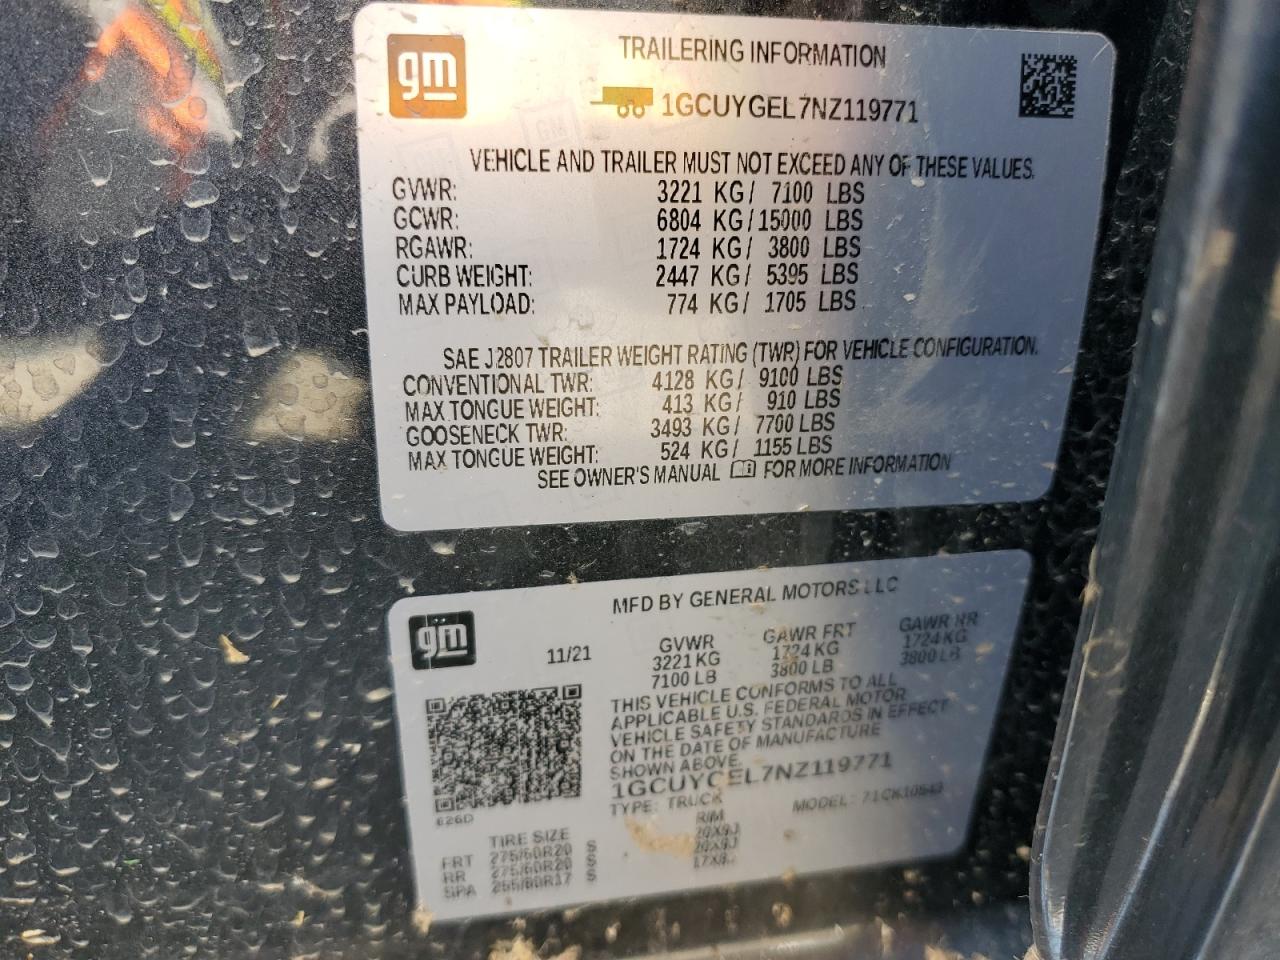 gm
TRAILERING INFORMATION
1GCUYGEL7NZ119771
VEHICLE AND TRAILER MUST NOT EXCEED ANY OF THESE VALUES.
GVWR: 3221 KG/ 7100 LBS
GCWR: 6804 KG/ 15000 LBS
RGAWR: 1724 KG/ 3800 LBS
CURB WEIGHT: 2447 KG/ 5395 LBS
MAX PAYLOAD: 774 KG/ 1705 LBS
SAE J2807 TRAILER WEIGHT RATING (TWR) FOR VEHICLE CONFIGURATION.
CONVENTIONAL TWR: 4128 KG/ 9100 LBS
MAX TONGUE WEIGHT: 413 KG/ 910 LBS
GOOSENECK TWR: 3493 KG/ 7700 LBS
MAX TONGUE WEIGHT: 524 KG/ 1155 LBS
SEE OWNER'S MANUAL FOR MORE INFORMATION
gm
MFD BY GENERAL MOTORS LLC
11/21
GVWR GAWR FRT GAWR RR
3221 KG 1724 KG 1724 KG
7100 LB 3800 LB 3800 LB
THIS VEHICLE CONFORMS TO ALL
APPLICABLE U.S. FEDERAL MOTOR
VEHICLE SAFETY STANDARDS IN EFFECT
ON THE DATE OF MANUFACTURE
SHOWN ABOVE.
1GCUYGEL7NZ119771
TYPE: TRUCK MODEL:
626D
TIRE SIZE RIM
FRT 275/60R20 S 20X9J
RR 275/60R20 S 20X9J
SPA 255/80R17 S